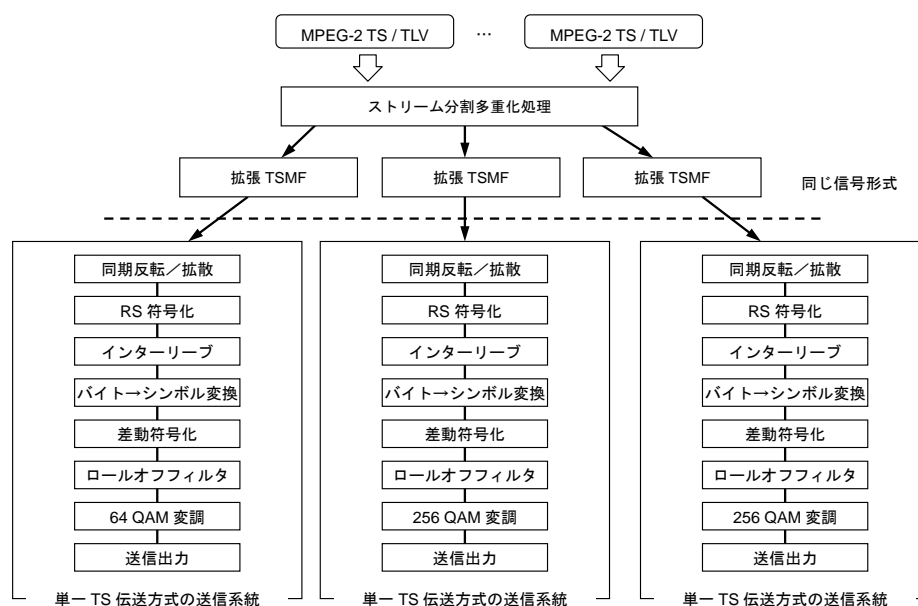 MPEG-2 TS / TLV … MPEG-2 TS / TLV
ストリーム分割多重化処理
拡張 TSMF 拡張 TSMF 拡張 TSMF
同じ信号形式
同期反転／拡散
RS 符号化
インターリーブ
バイト→シンボル変換
差動符号化
ロールオフフィルタ
64 QAM 変調
送信出力
単一 TS 伝送方式の送信系統
同期反転／拡散
RS 符号化
インターリーブ
バイト→シンボル変換
差動符号化
ロールオフフィルタ
256 QAM 変調
送信出力
単一 TS 伝送方式の送信系統
同期反転／拡散
RS 符号化
インターリーブ
バイト→シンボル変換
差動符号化
ロールオフフィルタ
256 QAM 変調
送信出力
単一 TS 伝送方式の送信系統